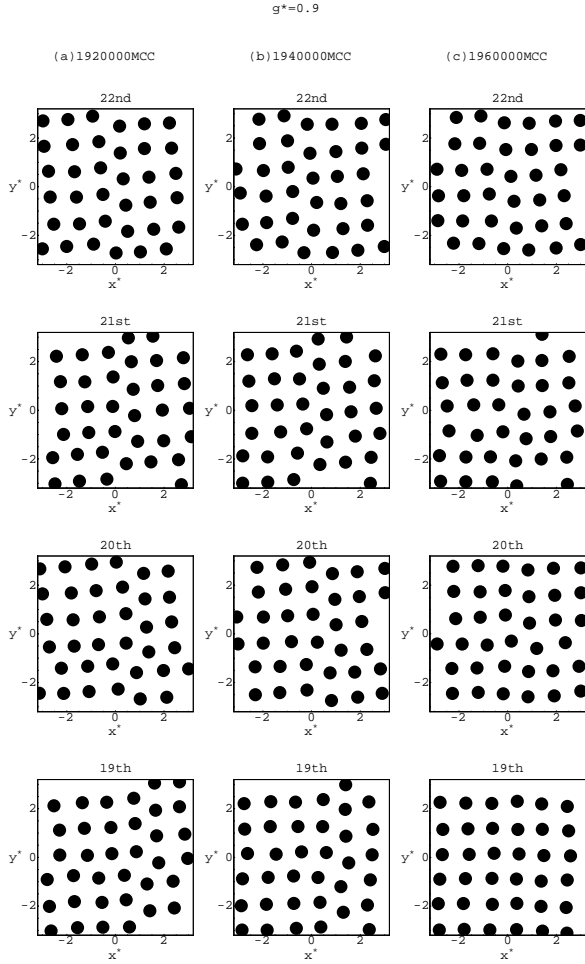 g*=0.9
(a)1920000MCC (b)1940000MCC (c)1960000MCC
22nd 22nd 22nd
2 2 2
y* 0 y* 0 y* 0
-2 -2 -2
-2 0 2 -2 0 2 -2 0 2
x* x* x*
21st 21st 21st
2 2 2
y* 0 y* 0 y* 0
-2 -2 -2
-2 0 2 -2 0 2 -2 0 2
x* x* x*
20th 20th 20th
2 2 2
y* 0 y* 0 y* 0
-2 -2 -2
-2 0 2 -2 0 2 -2 0 2
x* x* x*
19th 19th 19th
2 2 2
y* 0 y* 0 y* 0
-2 -2 -2
-2 0 2 -2 0 2 -2 0 2
x* x* x*